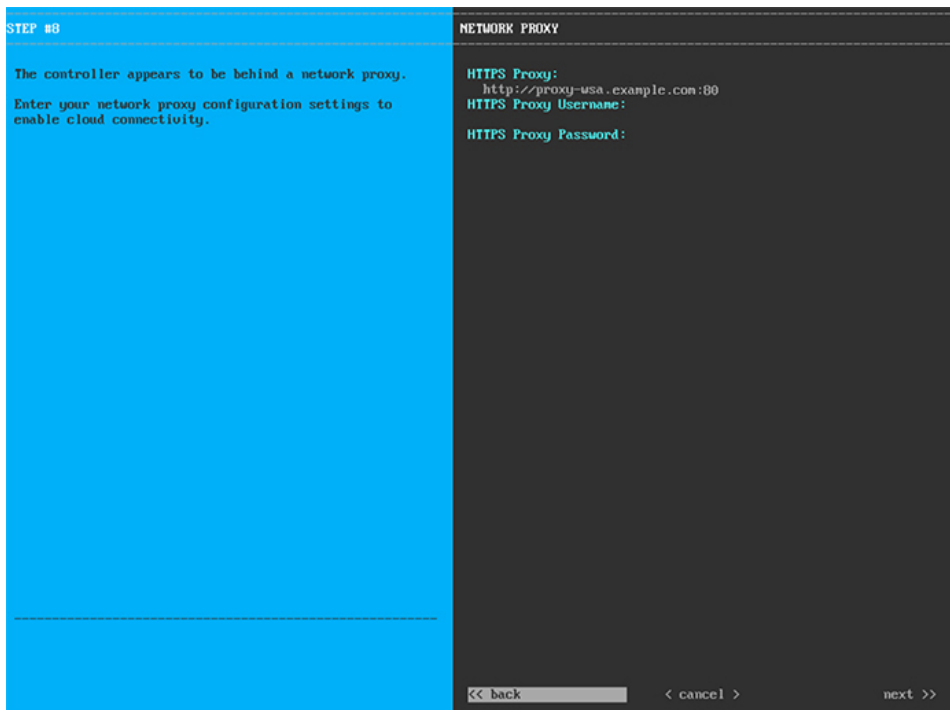 STEP #8
The controller appears to be behind a network proxy.
Enter your network proxy configuration settings to
enable cloud connectivity.
NETWORK PROXY
HTTPS Proxy:
http://proxy-wsa.example.com:80
HTTPS Proxy Username:
HTTPS Proxy Password:
<< back
< cancel >
next >>